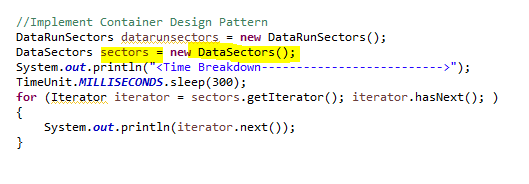 //Implement Container Design Pattern
DataRunSectors datarunsectors = new DataRunSectors();
DataSectors sectors = new DataSectors();
System.out.println("<Time Breakdown--------------------------->");
TimeUnit.MILLISECONDS.sleep(300);
for (Iterator iterator = sectors.getIterator(); iterator.hasNext(); )
{
    System.out.println(iterator.next());
}